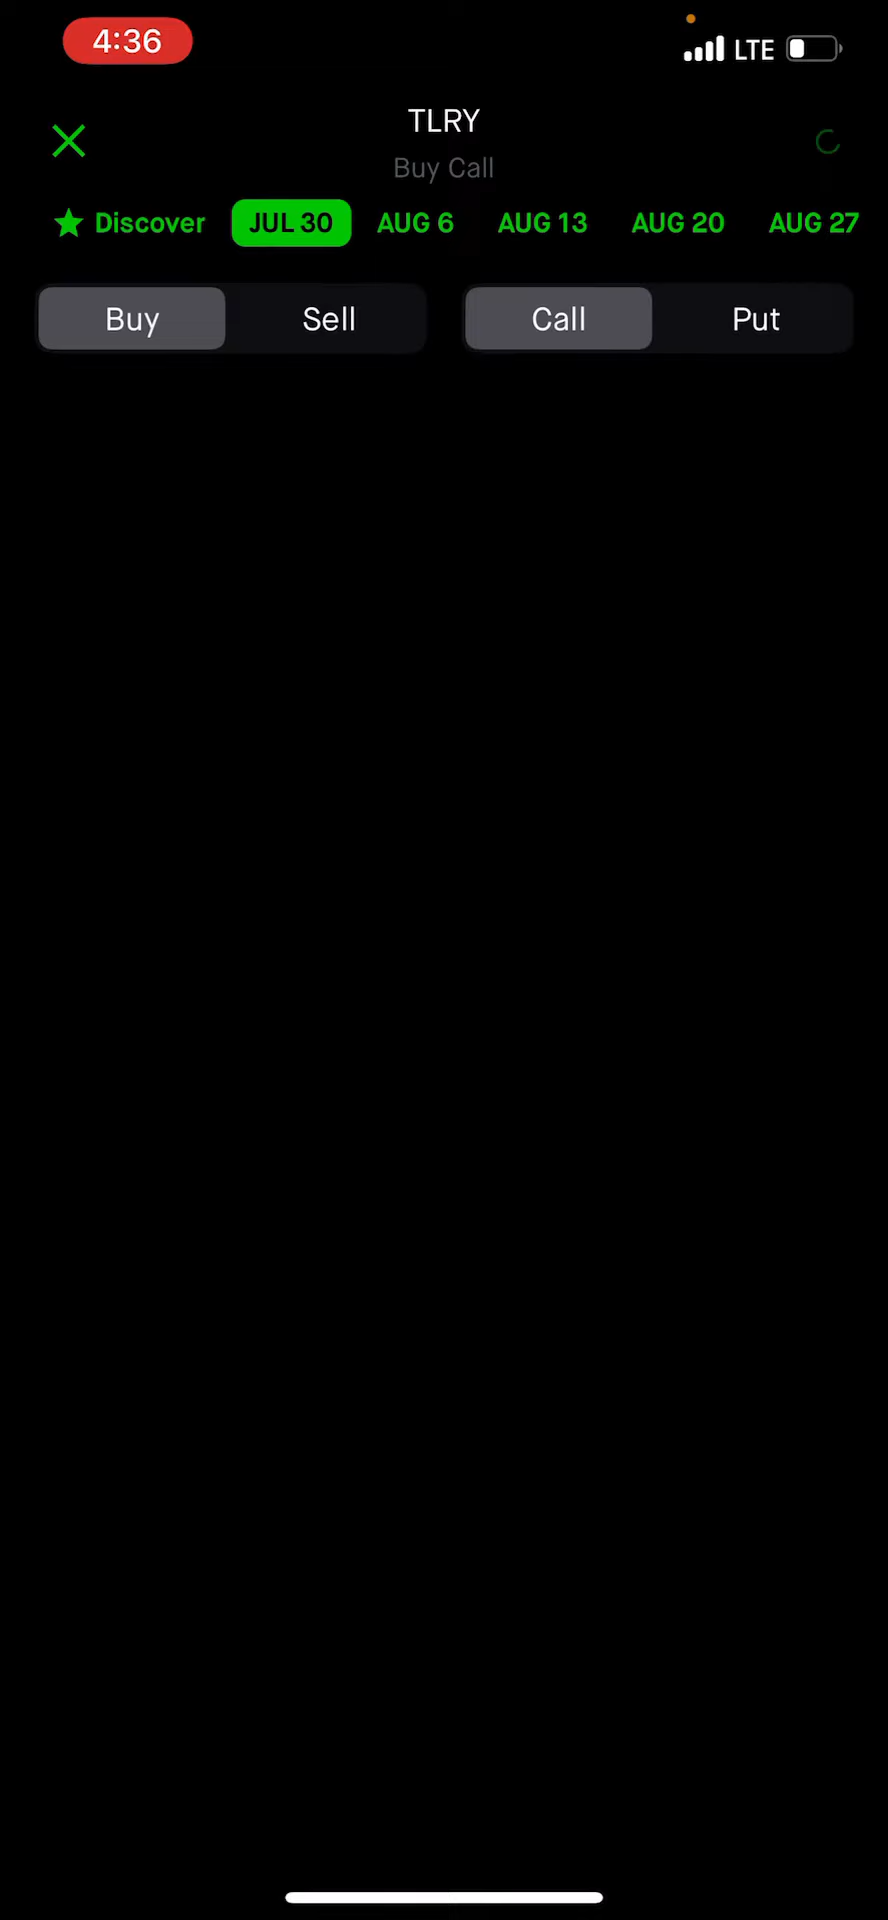 4:36
LTE
TLRY
Buy Call
Discover JUL 30 AUG 6 AUG 13 AUG 20 AUG 27
Buy Sell Call Put